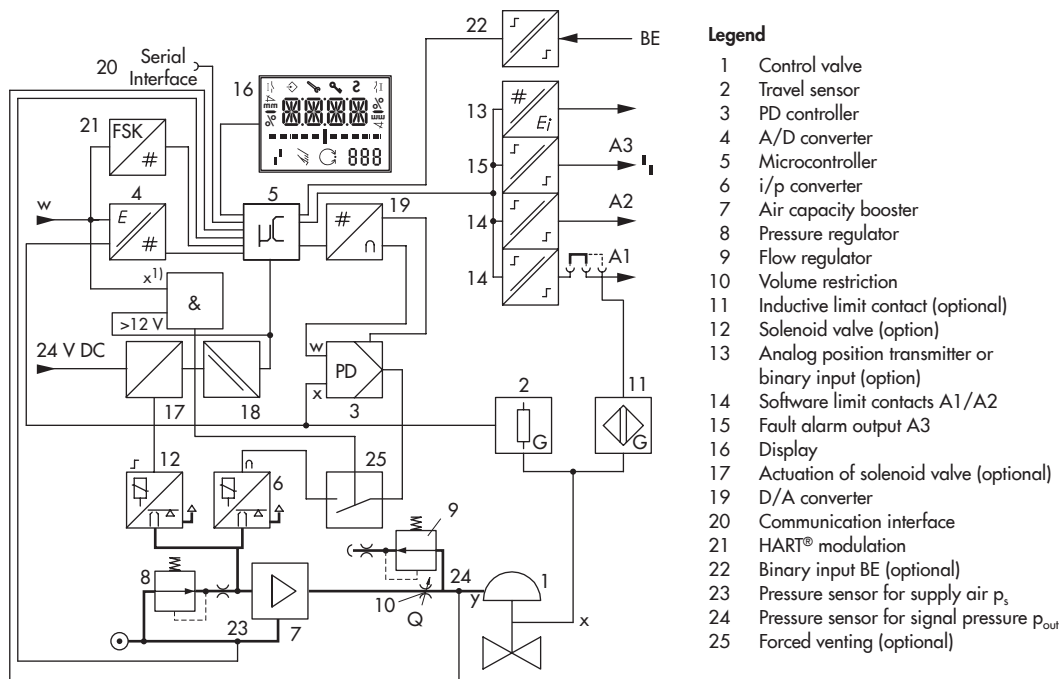 22
BE
Serial
Interface
20
16
mm
%
mm
%
888
21
FSK
#
13
#
Ei
15
A3
w
4
E
#
5
µC
#
∩
19
14
A2
14
A1
x1)
&
>12 V
24 V DC
17
18
w
PD
x
3
2
G
11
G
12
∩
6
25
9
8
7
23
10
Q
24
y
1
x
Legend
1 Control valve
2 Travel sensor
3 PD controller
4 A/D converter
5 Microcontroller
6 i/p converter
7 Air capacity booster
8 Pressure regulator
9 Flow regulator
10 Volume restriction
11 Inductive limit contact (optional)
12 Solenoid valve (option)
13 Analog position transmitter or
binary input (option)
14 Software limit contacts A1/A2
15 Fault alarm output A3
16 Display
17 Actuation of solenoid valve (optional)
19 D/A converter
20 Communication interface
21 HART® modulation
22 Binary input BE (optional)
23 Pressure sensor for supply air ps
24 Pressure sensor for signal pressure pout
25 Forced venting (optional)